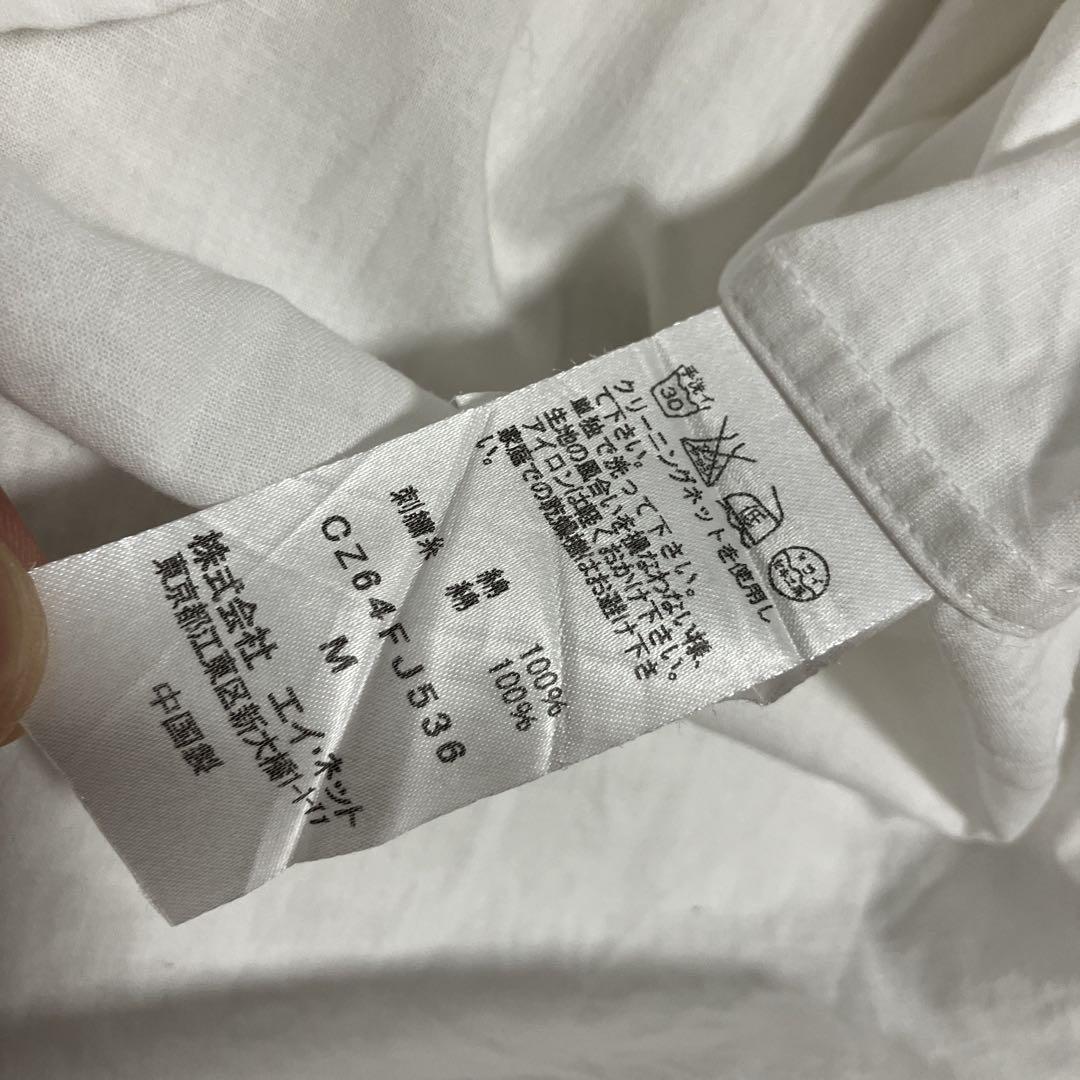 手洗イ
30
低
クリーニングネットを使用し
て下さい。
単独で洗って下さい。
生地の風合いを損なわない様、
アイロンは軽くおかけ下さい。
家庭での乾燥機はお避け下さ
い。
綿 100%
刺繍糸 綿 100%
CZ64FJ536
M
株式会社 エイ・ネット
東京都江東区新大橋1-1-11
中国製